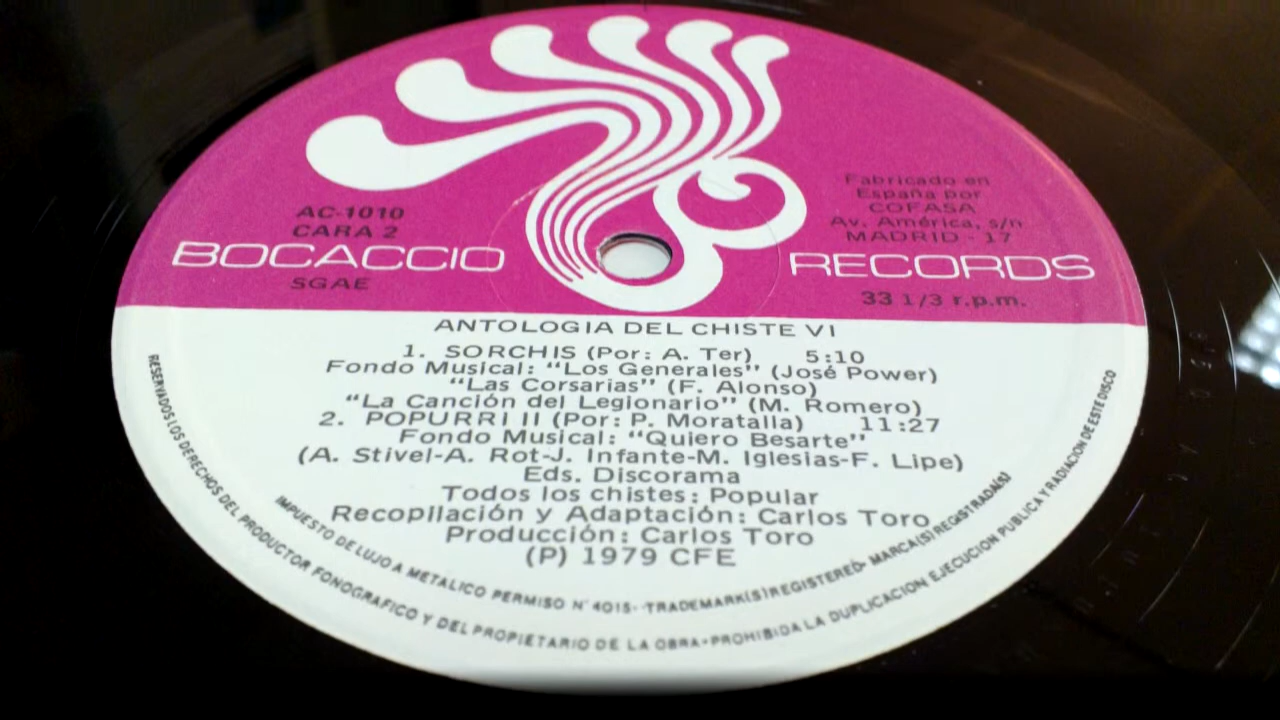 AC-1010
CARA 2
BOCACCIO
SGAE
Fabricado en
España por
COFASA
Av. América, s/n
MADRID - 17
RECORDS
33 1/3 r.p.m.
ANTOLOGIA DEL CHISTE VI
1. SORCHIS (Por: A. Ter) 5:10
Fondo Musical: "Los Generales" (José Power)
"Las Corsarias" (F. Alonso)
"La Canción del Legionario" (M. Romero)
2. POPURRI II (Por: P. Moratalla) 11:27
Fondo Musical: "Quiero Besarte"
(A. Stivel-A. Rot-J. Infante-M. Iglesias-F. Lipe)
Eds. Discorama
Todos los chistes: Popular
Recopilación y Adaptación: Carlos Toro
Producción: Carlos Toro
(P) 1979 CFE
IMPUESTO DE LUJO A METALICO PERMISO N° 4015- TRADEMARK(S) REGISTERED- MARCA(S) REGISTRADA(S)
RESERVADOS LOS DERECHOS DEL PRODUCTOR FONOGRAFICO Y DEL PROPIETARIO DE LA OBRA-PROHIBIDA LA DUPLICACION, EJECUCION PUBLICA Y RADIACION DE ESTE DISCO